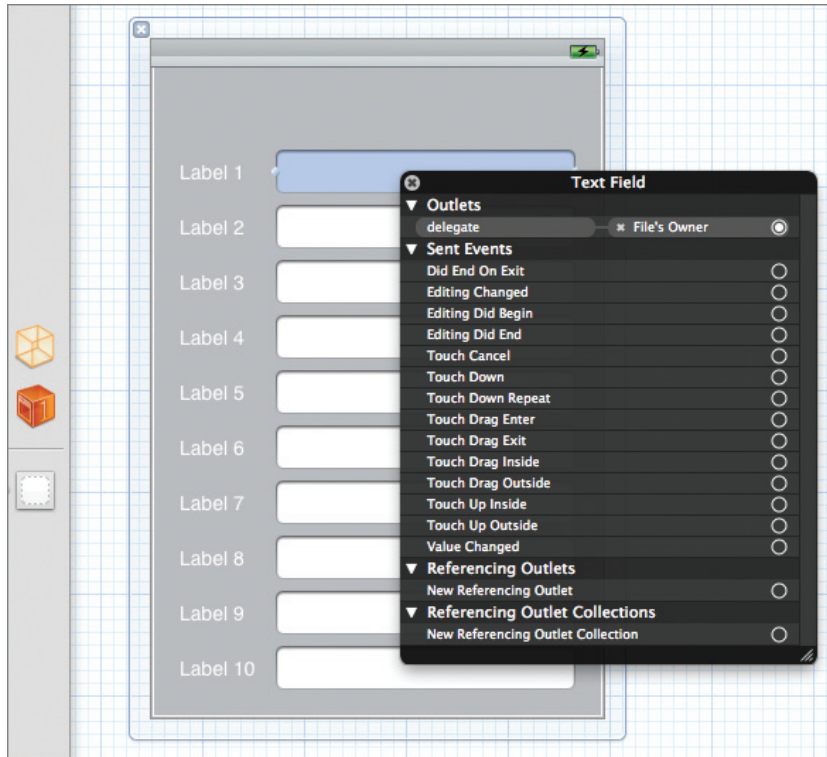 Label 1
Label 2
Label 3
Label 4
Label 5
Label 6
Label 7
Label 8
Label 9
Label 10
Text Field
Outlets
delegate File's Owner
Sent Events
Did End On Exit
Editing Changed
Editing Did Begin
Editing Did End
Touch Cancel
Touch Down
Touch Down Repeat
Touch Drag Enter
Touch Drag Exit
Touch Drag Inside
Touch Drag Outside
Touch Up Inside
Touch Up Outside
Value Changed
Referencing Outlets
New Referencing Outlet
Referencing Outlet Collections
New Referencing Outlet Collection